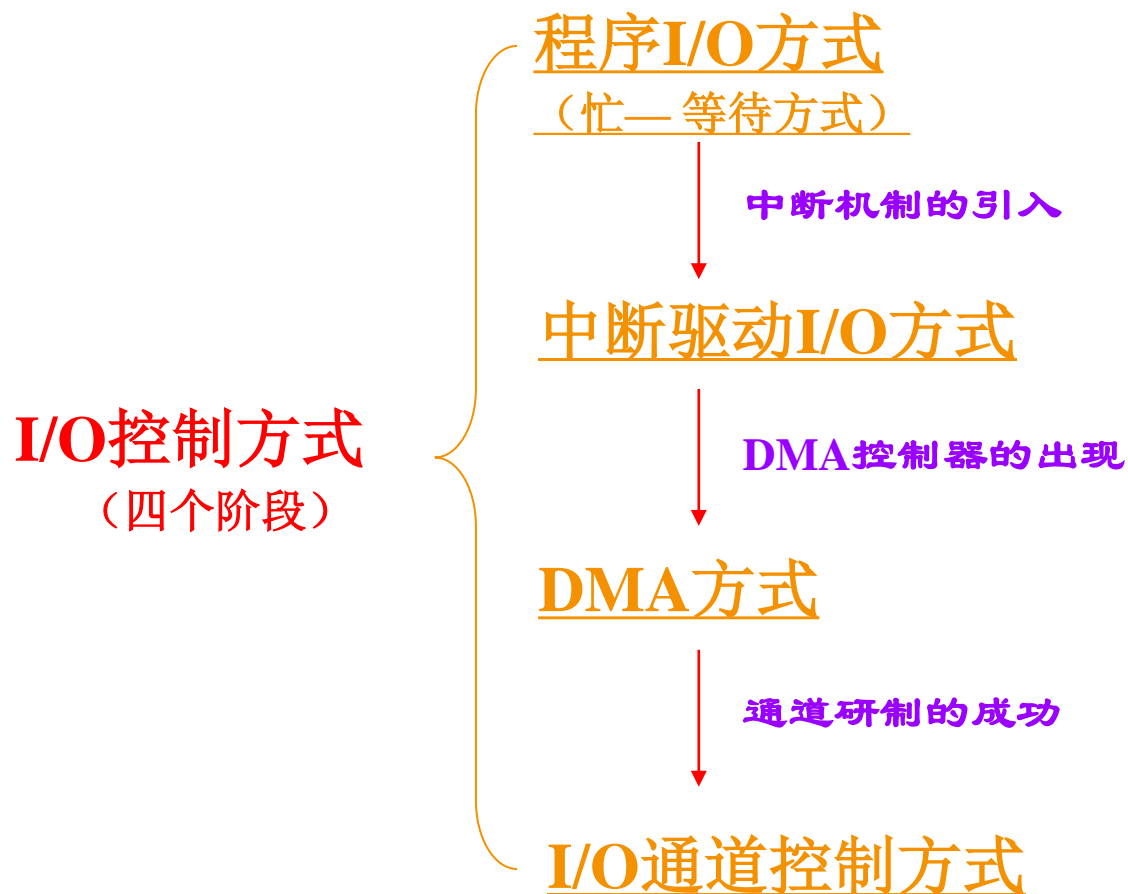 程序I/O方式
（忙— 等待方式）
中断机制的引入
中断驱动I/O方式
I/O控制方式
（四个阶段）
DMA控制器的出现
DMA方式
通道研制的成功
I/O通道控制方式